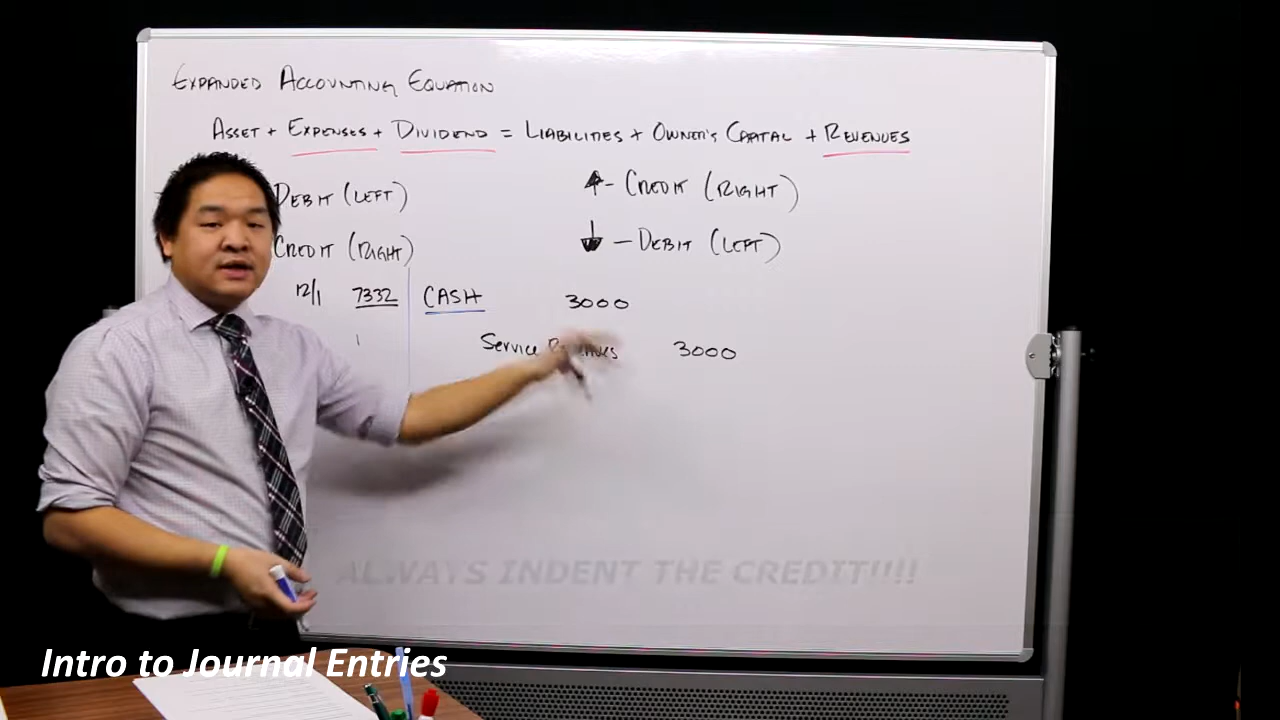 EXPANDED ACCOUNTING EQUATION
ASSET + EXPENSES + DIVIDEND = LIABILITIES + OWNER'S CAPITAL + REVENUES
DEBIT (LEFT)
↑- CREDIT (RIGHT)
CREDIT (RIGHT)
↓ - DEBIT (LEFT)
12/1 7332 CASH 3000
Service Revenues 3000
ALWAYS INDENT THE CREDIT!!!!
Intro to Journal Entries